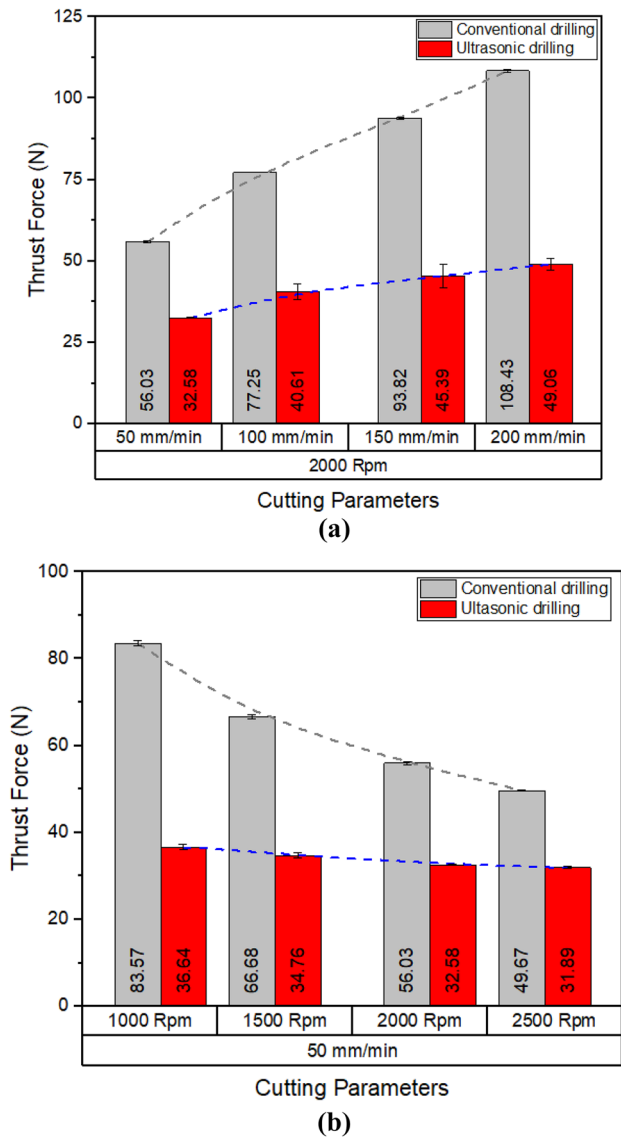 125
100
75
50
25
0
Thrust Force (N)
Conventional drilling
Ultrasonic drilling
56.03
32.58
77.25
40.61
93.82
45.39
108.43
49.06
50 mm/min
100 mm/min
150 mm/min
200 mm/min
2000 Rpm
Cutting Parameters
(a)
100
80
60
40
20
0
Thrust Force (N)
Conventional drilling
Ultasonic drilling
83.57
36.64
66.68
34.76
56.03
32.58
49.67
31.89
1000 Rpm
1500 Rpm
2000 Rpm
2500 Rpm
50 mm/min
Cutting Parameters
(b)